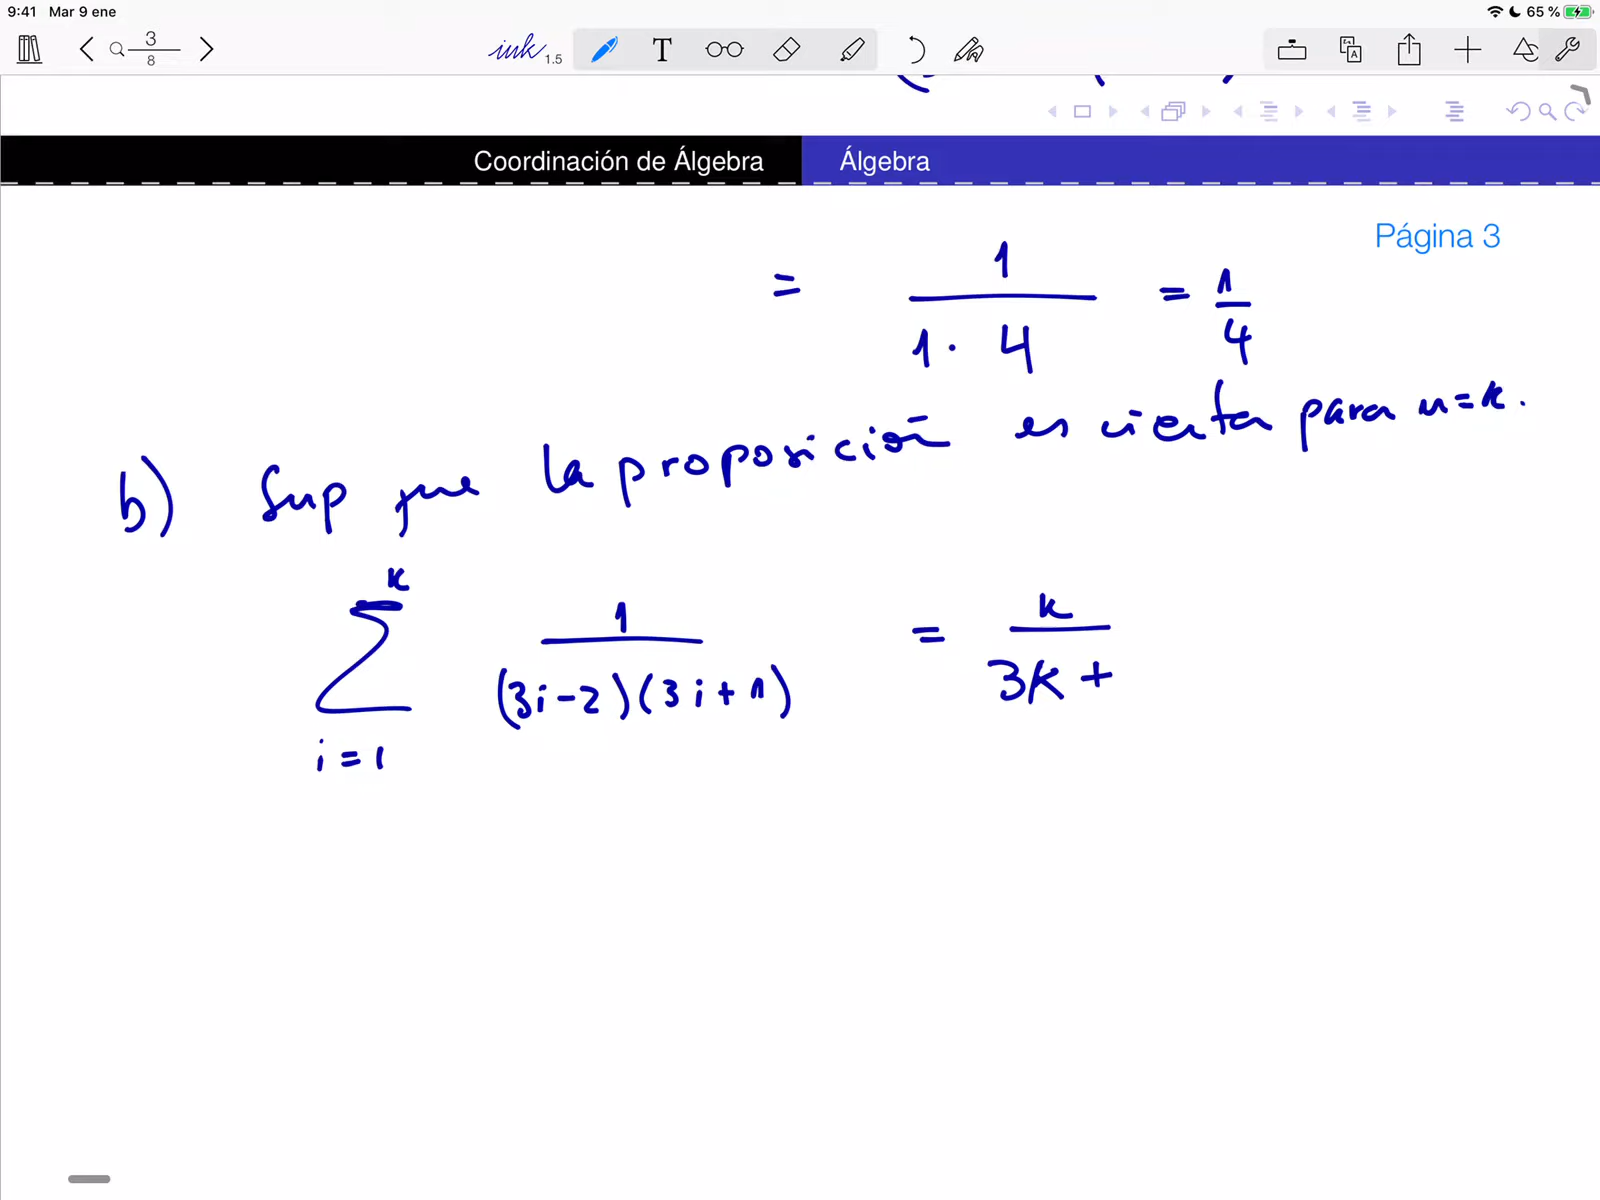 9:41 Mar 9 ene 65 %
3
8
ink 1.5 T
Coordinación de Álgebra Álgebra
Página 3
= 1 / 1 · 4 = 1 / 4
b) Sup que la proposición es cierta para n=k.
k
∑ 1 / (3i-2)(3i+1) = k / 3k +
i=1